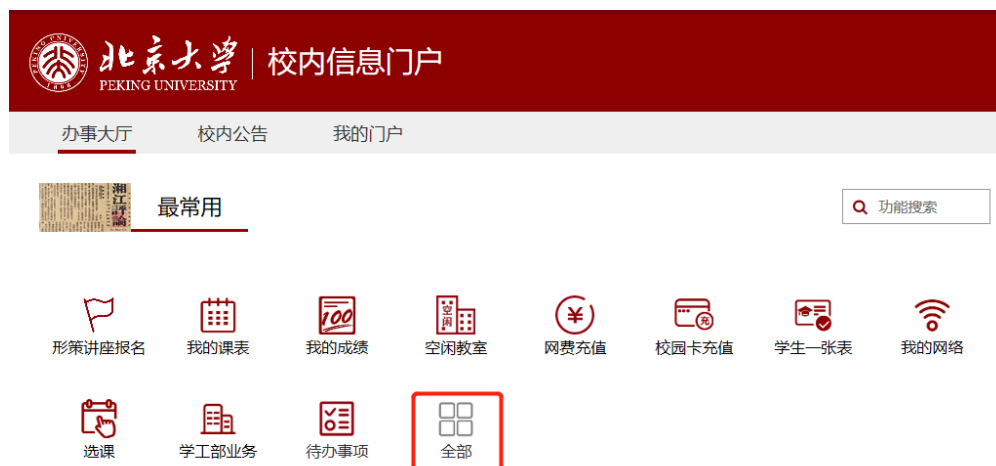 北京大学 校内信息门户
PEKING UNIVERSITY
1898
办事大厅 校内公告 我的门户
湘江評論
最常用
功能搜索
100
空闲
¥
充
形策讲座报名 我的课表 我的成绩 空闲教室 网费充值 校园卡充值 学生一张表 我的网络
选课 学工部业务 待办事项 全部